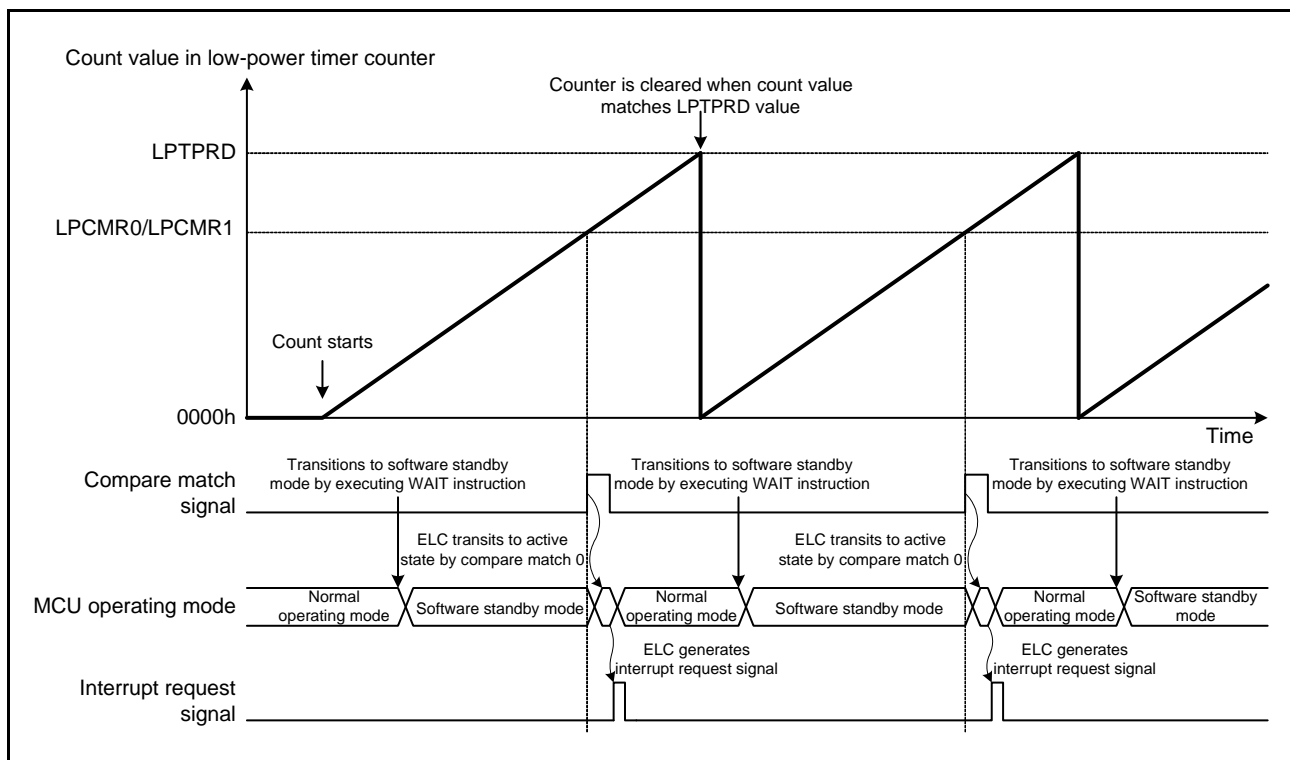 Count value in low-power timer counter
Counter is cleared when count value
matches LPTPRD value
LPTPRD
LPCMR0/LPCMR1
Count starts
0000h
Time
Compare match
signal
Transitions to software standby
mode by executing WAIT instruction
Transitions to software standby
mode by executing WAIT instruction
Transitions to software standby
mode by executing WAIT instruction
ELC transits to active
state by compare match 0
ELC transits to active
state by compare match 0
MCU operating mode
Normal
operating mode
Software standby mode
Normal
operating mode
Software standby mode
Normal
operating mode
Software standby
mode
ELC generates
interrupt request signal
ELC generates
interrupt request signal
Interrupt request
signal